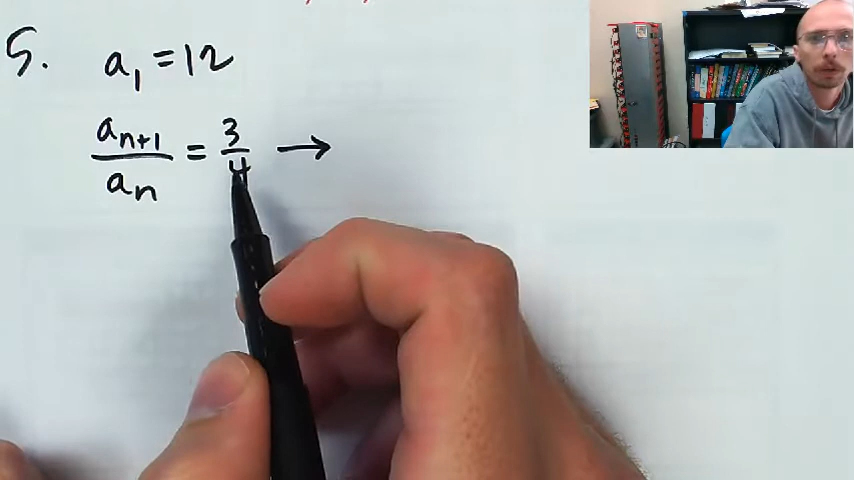 5. a₁ = 12
aₙ₊₁/aₙ = 3/4 →